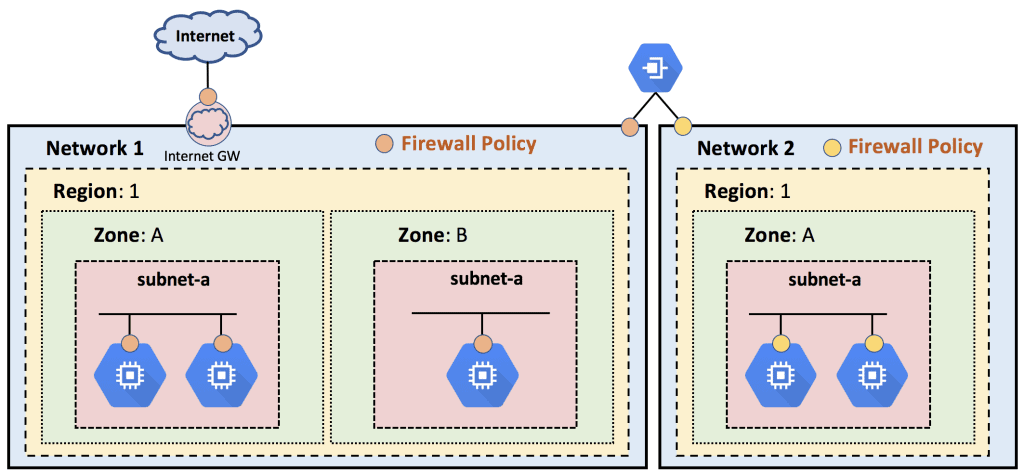 Internet
Internet GW
Network 1
Firewall Policy
Region: 1
Zone: A
subnet-a
Zone: B
subnet-a
Network 2
Firewall Policy
Region: 1
Zone: A
subnet-a